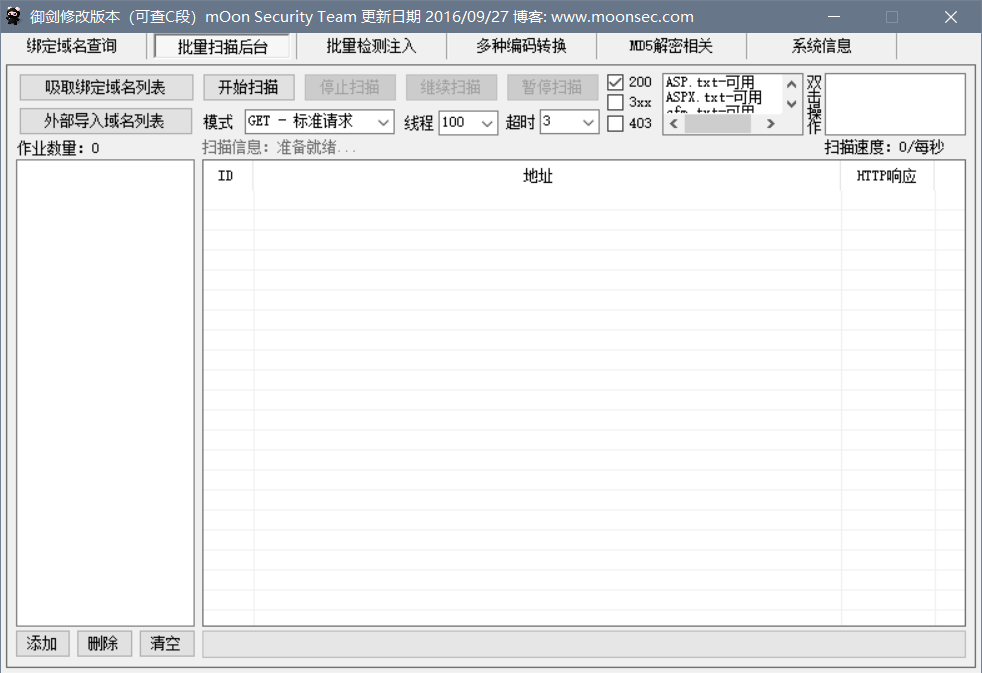 御剑修改版本（可查C段）mOon Security Team 更新日期 2016/09/27 博客: www.moonsec.com
绑定域名查询 批量扫描后台 批量检测注入 多种编码转换 MD5解密相关 系统信息
吸取绑定域名列表 开始扫描 停止扫描 继续扫描 暂停扫描 200 ASP.txt-可用
3xx ASPX.txt-可用
外部导入域名列表 模式 GET - 标准请求 线程 100 超时 3 403 双击操作
作业数量: 0 扫描信息: 准备就绪... 扫描速度: 0/每秒
ID 地址 HTTP响应
添加 删除 清空